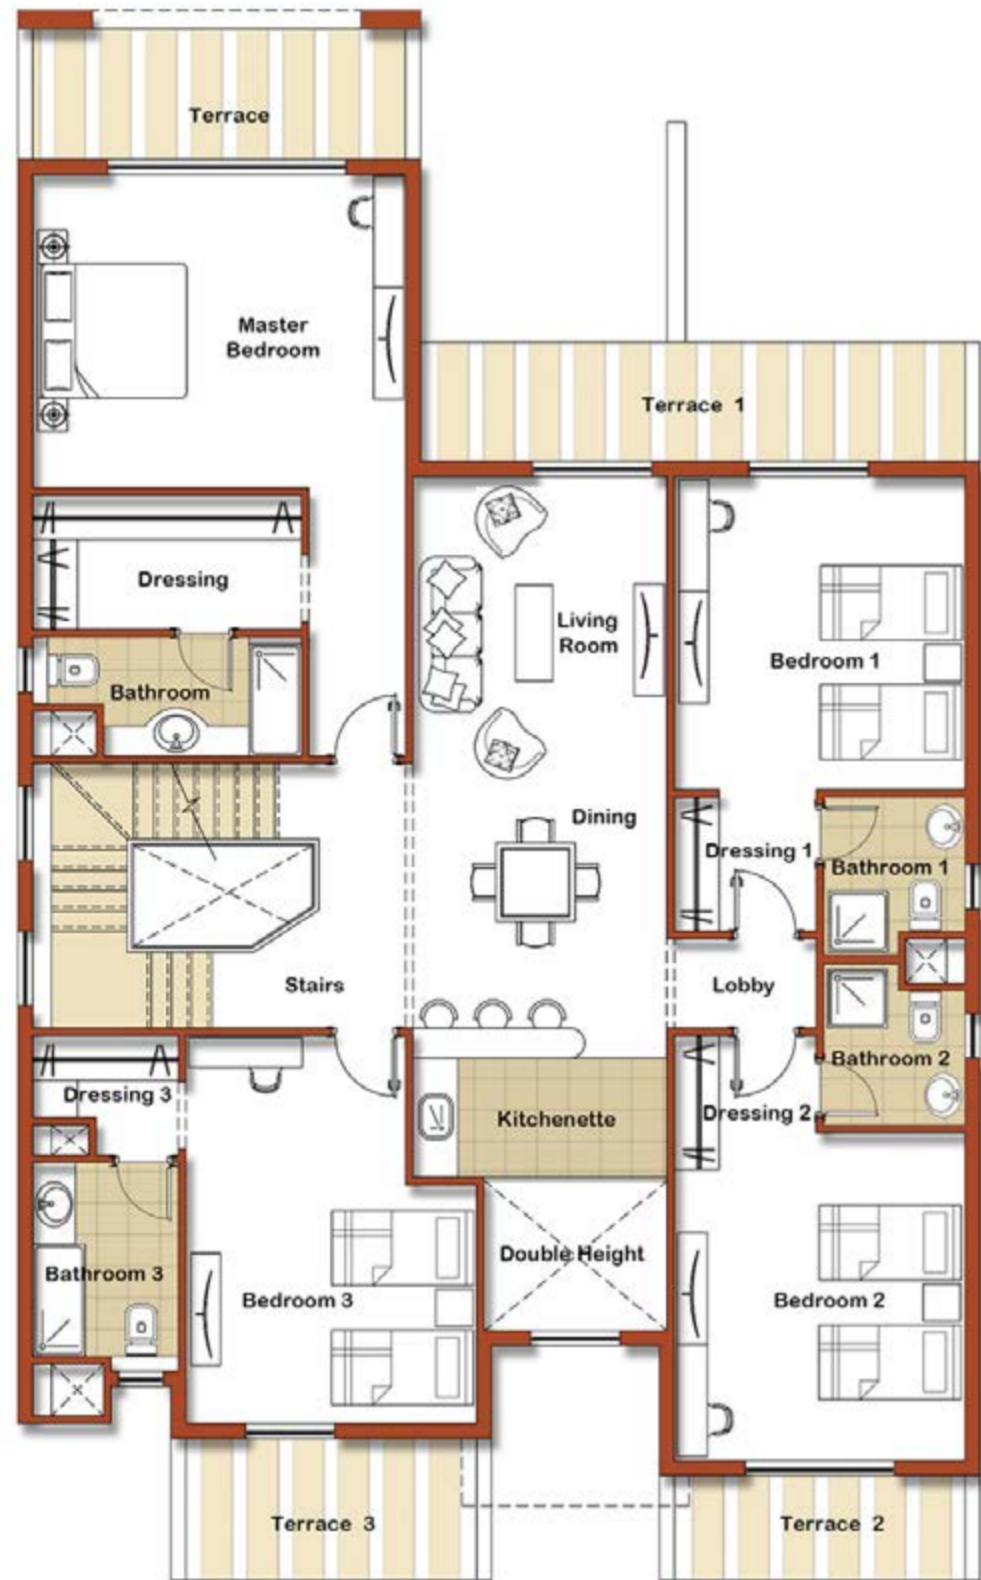 Terrace
Master
Bedroom
Terrace 1
Dressing
Living
Room
Bedroom 1
Bathroom
Dining
Dressing 1
Bathroom 1
Stairs
Lobby
Bathroom 2
Dressing 3
Kitchenette
Dressing 2
Double Height
Bathroom 3
Bedroom 3
Bedroom 2
Terrace 3
Terrace 2